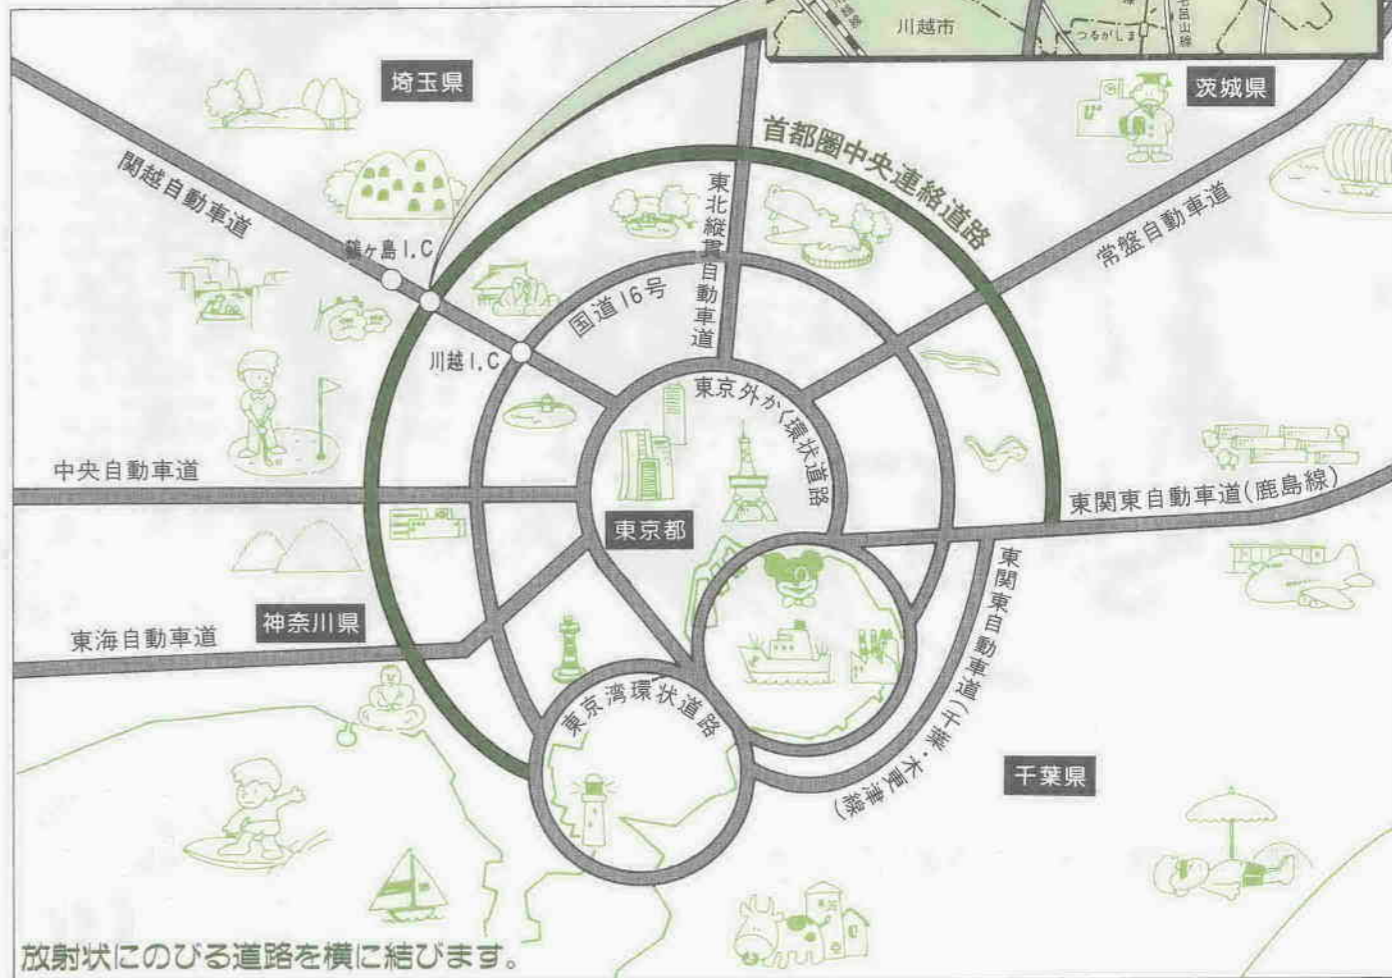 川越市
つるがしま
埼玉県
茨城県
首都圏中央連絡道路
関越自動車道
東北縦貫自動車道
常盤自動車道
鶴ヶ島I.C
国道16号
川越I.C
東京外かく環状道路
中央自動車道
東関東自動車道(鹿島線)
東京都
東関東自動車道(千葉・木更津線)
神奈川県
東海自動車道
東京湾環状道路
千葉県
放射状にのびる道路を横に結びます。